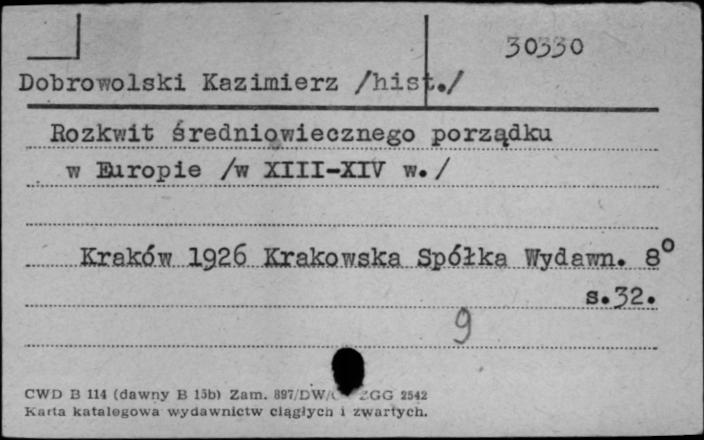 30330
Dobrowolski Kazimierz /hist./
Rozkwit średniowiecznego porządku
w Europie /w XIII-XIV w./
Kraków 1926 Krakowska Spółka Wydawn. 8°
s.32.
9
CWD B 114 (dawny B 15b) Zam. 897/DW/ ZGG 2542
Karta katalogowa wydawnictw ciągłych i zwartych.